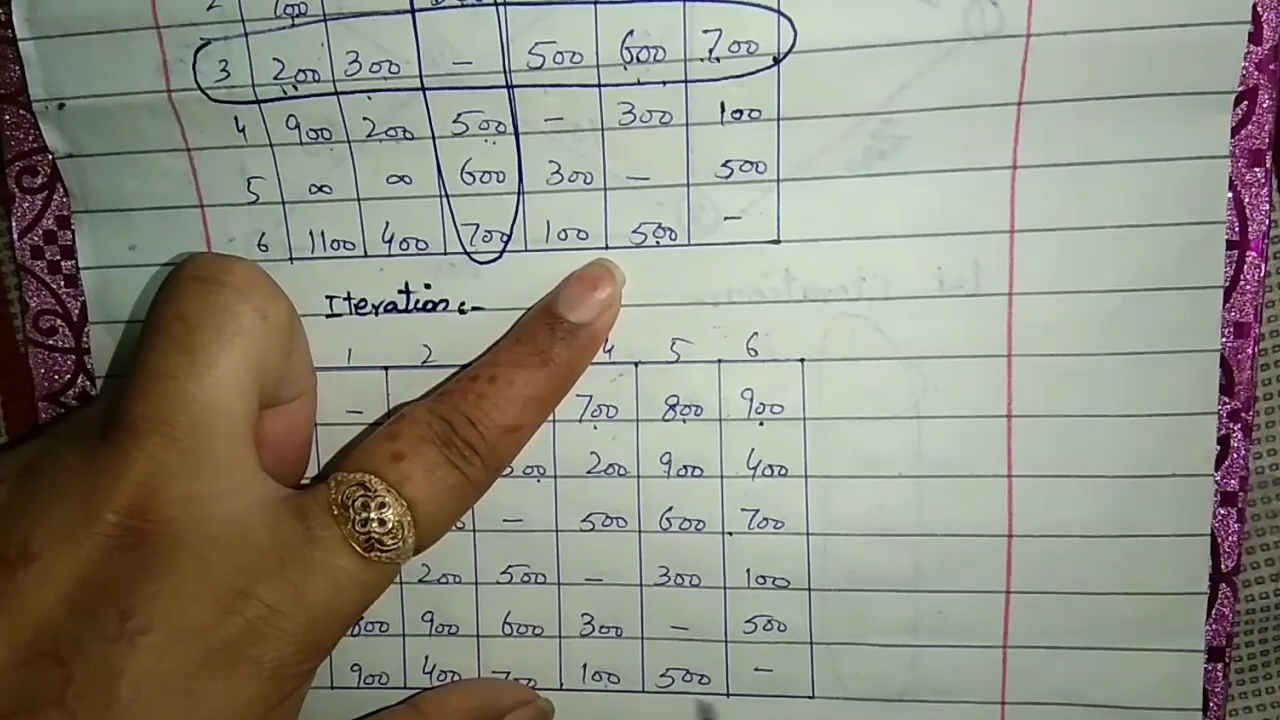 2 100
3 200 300 - 500 600 700
4 900 200 500 - 300 100
5 ∞ ∞ 600 300 - 500
6 1100 400 700 100 500 -
Iteration:-
1 2 4 5 6
- 700 800 900
200 900 400
- 500 600 700
200 500 - 300 100
800 900 600 300 - 500
900 400 100 500 -